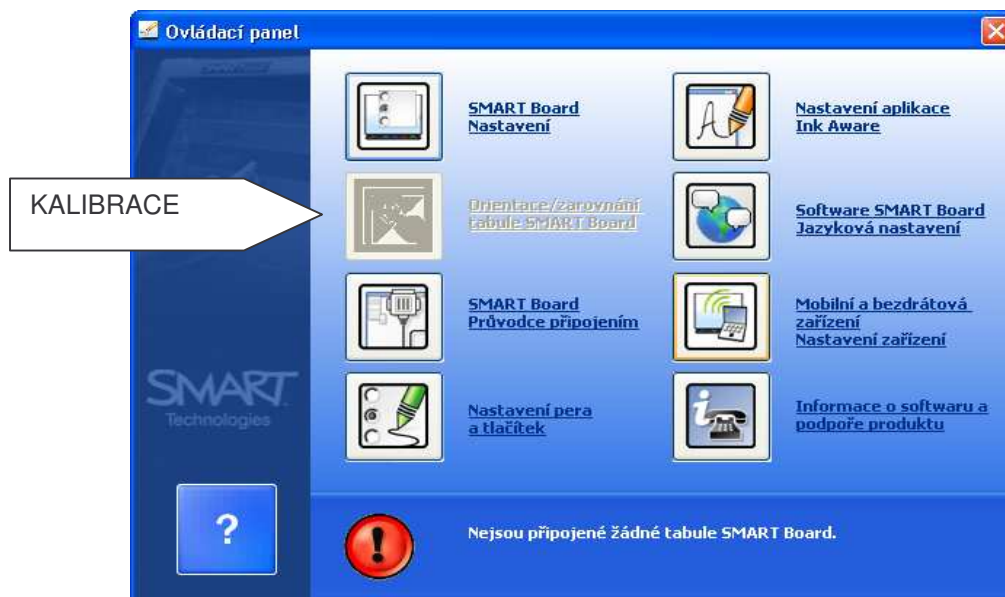 Ovládací panel
SMART Board
Nastavení
Nastavení aplikace
Ink Aware
KALIBRACE
Orientace/zarovnání
tabule SMART Board
Software SMART Board
Jazyková nastavení
SMART Board
Průvodce připojením
Mobilní a bezdrátová
zařízení
Nastavení zařízení
SMART
Technologies
Nastavení pera
a tlačítek
Informace o softwaru a
podpoře produktu
?
Nejsou připojené žádné tabule SMART Board.